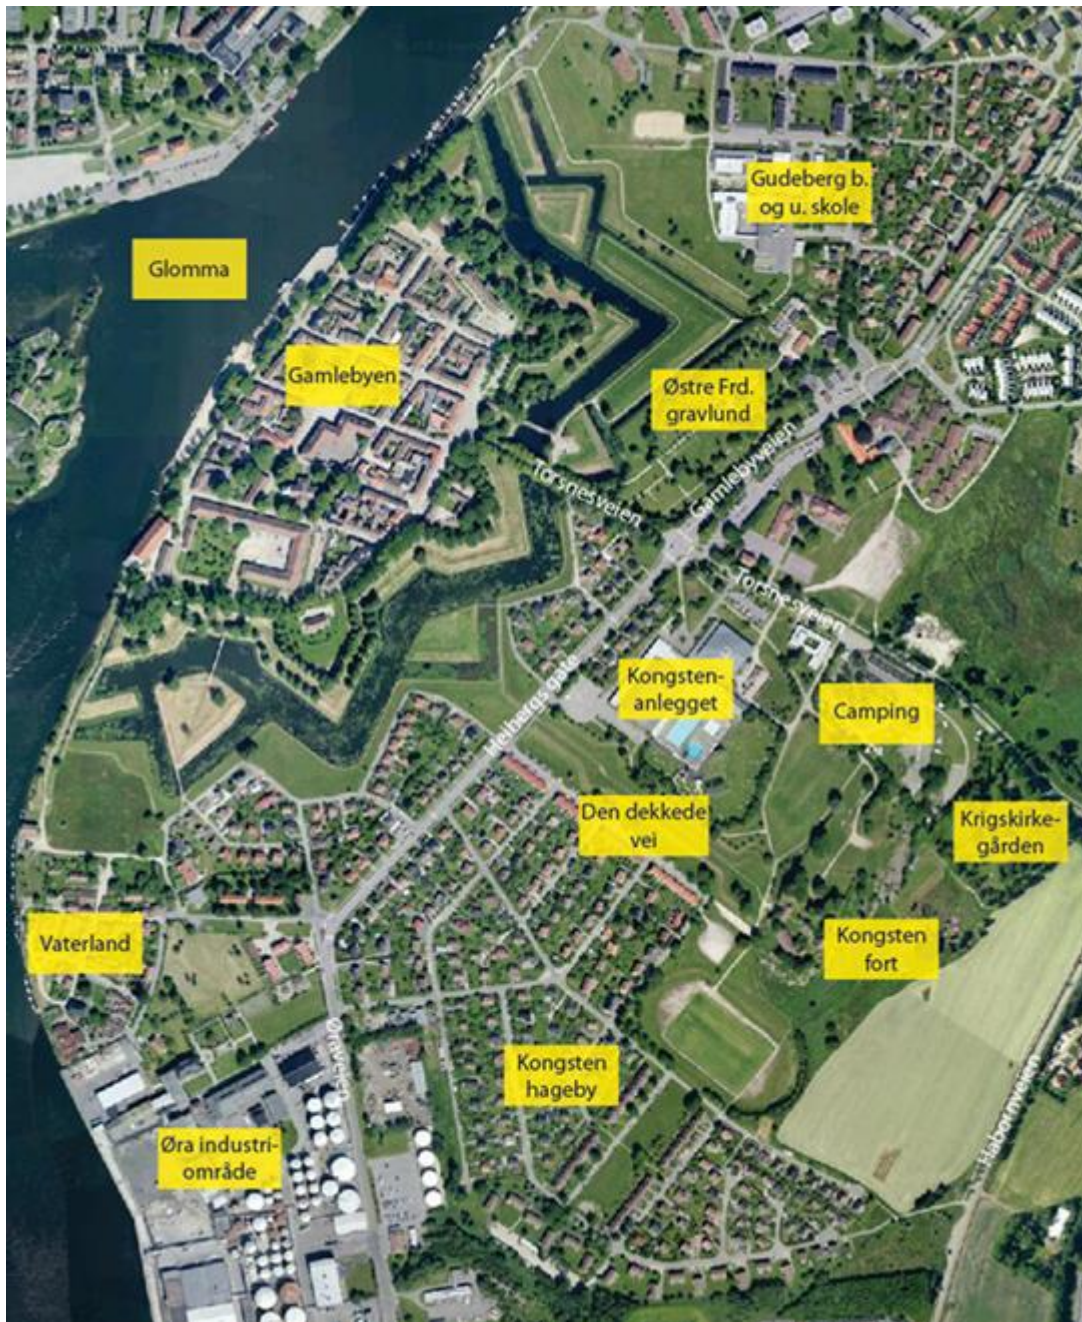 Gudeberg b.
og u. skole
Glomma
Gamlebyen
Østre Frd.
gravlund
Gamlebyveien
Torsnesveien
Torsnesveien
Kongsten-
anlegget
Camping
Heibergs gate
Den dekkede
vei
Krigskirke-
gården
Vaterland
Kongsten
fort
Øraveien
Kongsten
hageby
Habornveien
Øra industri-
område